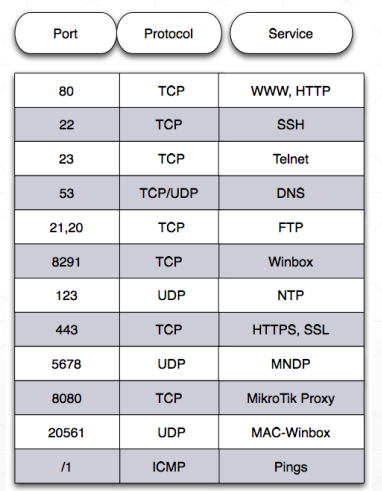 Port Protocol Service
80 TCP WWW, HTTP
22 TCP SSH
23 TCP Telnet
53 TCP/UDP DNS
21,20 TCP FTP
8291 TCP Winbox
123 UDP NTP
443 TCP HTTPS, SSL
5678 UDP MNDP
8080 TCP MikroTik Proxy
20561 UDP MAC-Winbox
/1 ICMP Pings